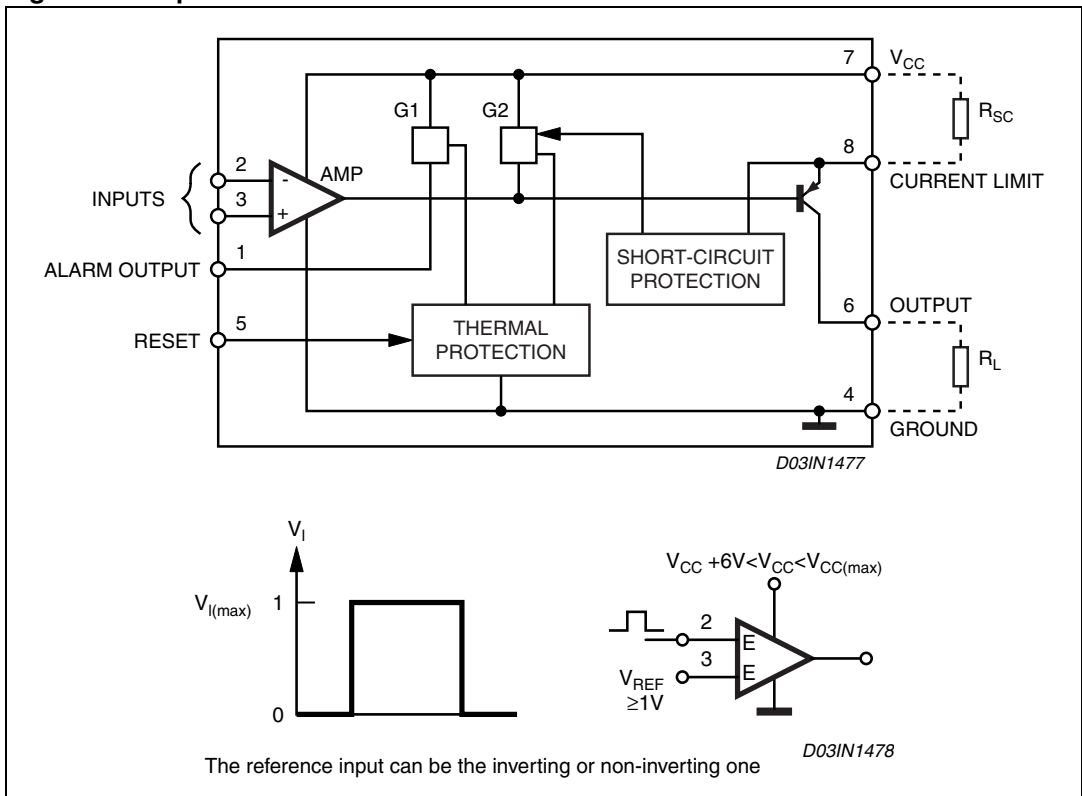 7 V_CC
G1 G2
R_SC
8
CURRENT LIMIT
2
AMP
-
INPUTS
3
+
SHORT-CIRCUIT
PROTECTION
1
ALARM OUTPUT
6 OUTPUT
5
RESET
THERMAL
PROTECTION
R_L
4
GROUND
D03IN1477
V_I
V_I(max) 1
0
V_CC +6V<V_CC<V_CC(max)
2
E
3
E
V_REF
≥1V
D03IN1478
The reference input can be the inverting or non-inverting one